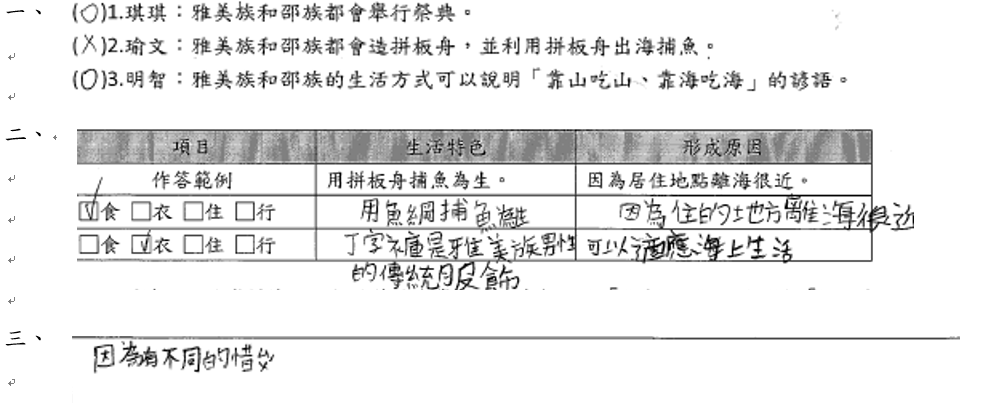 一、 (○)1.琪琪：雅美族和邵族都會舉行祭典。
(X)2.瑜文：雅美族和邵族都會造拼板舟，並利用拼板舟出海捕魚。
(○)3.明智：雅美族和邵族的生活方式可以說明「靠山吃山、靠海吃海」的諺語。
二、
項目 生活特色 形成原因
作答範例 用拼板舟捕魚為生。 因為居住地點離海很近。
☑食 □衣 □住 □行 用魚網捕魚為生 因為住的地方離海很近
□食 ☑衣 □住 □行 丁字褲是雅美族男性 可以適應海上生活
的傳統服飾
三、
因為有不同的